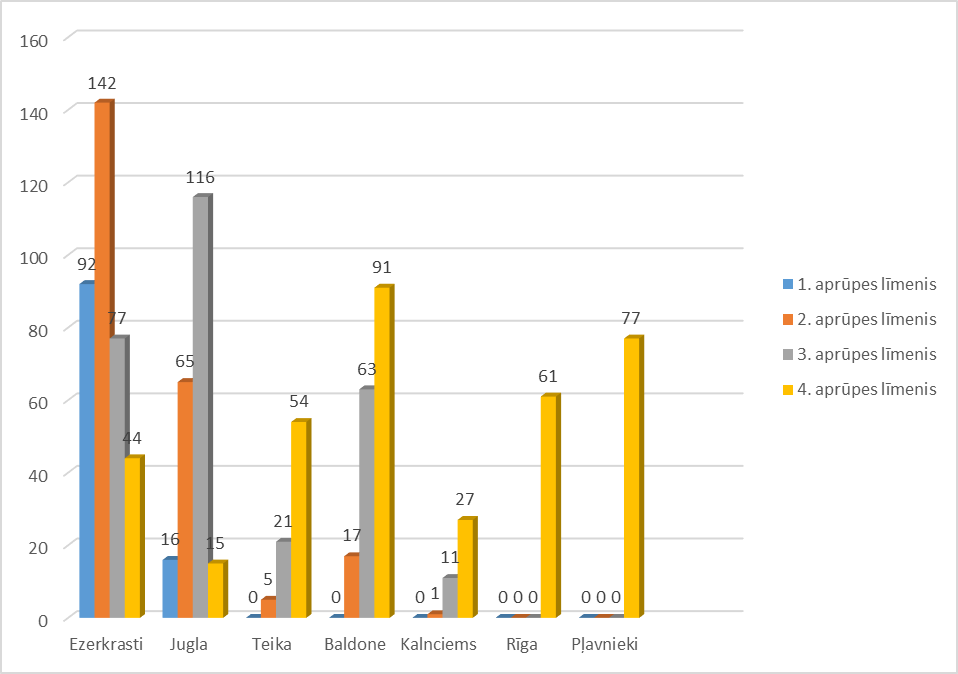 160
140
120
100
80
60
40
20
0
92 142 77 44
16 65 116 15
0 5 21 54
0 17 63 91
0 1 11 27
0 0 0 61
0 0 0 77
Ezerkrasti Jugla Teika Baldone Kalnciems Rīga Pļavnieki
1. aprūpes līmenis
2. aprūpes līmenis
3. aprūpes līmenis
4. aprūpes līmenis